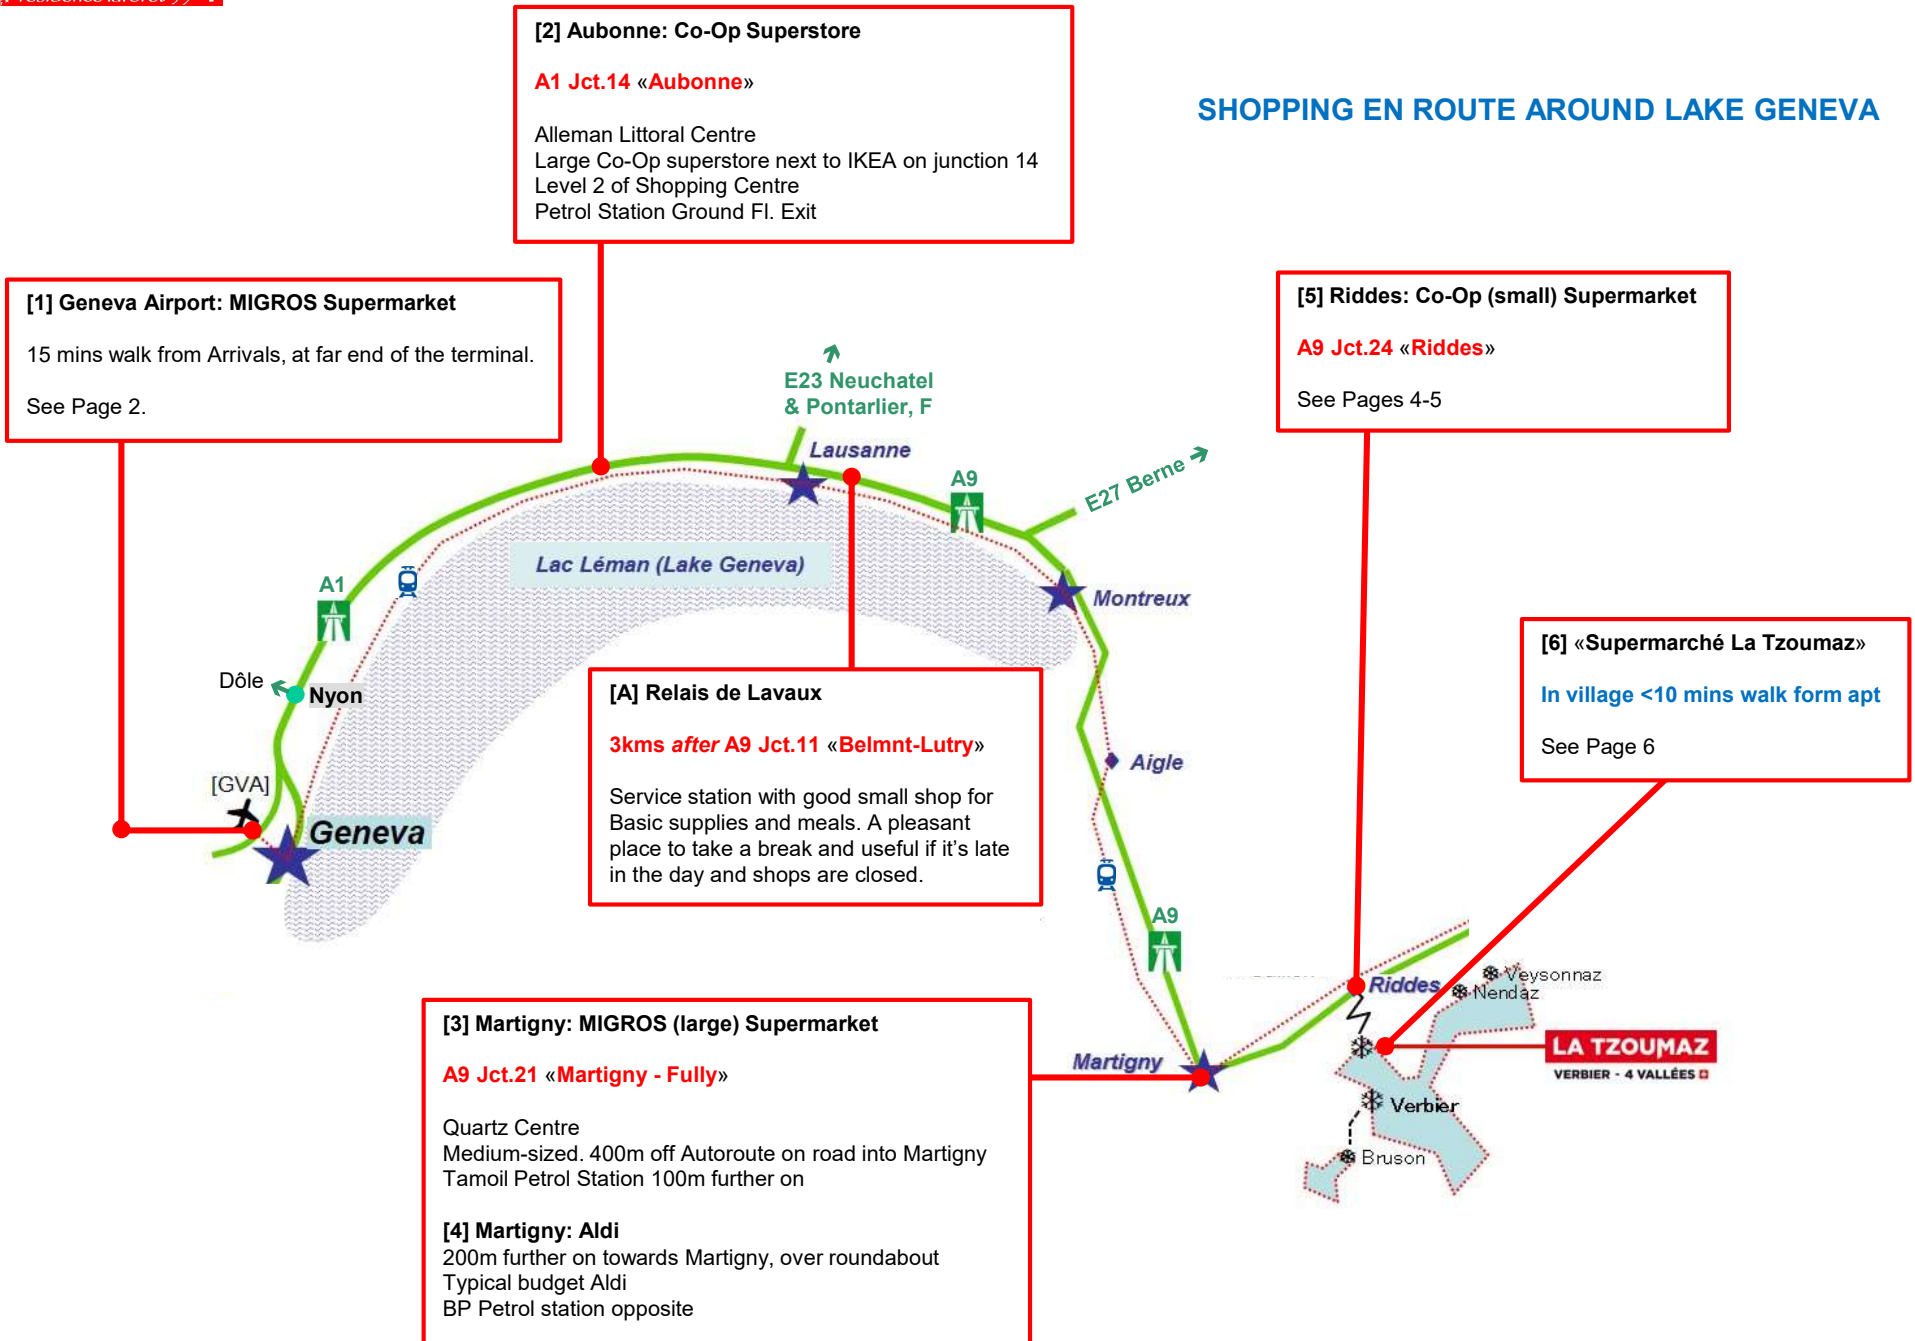 [2] Aubonne: Co-Op Superstore
A1 Jct.14 «Aubonne»
Alleman Littoral Centre
Large Co-Op superstore next to IKEA on junction 14
Level 2 of Shopping Centre
Petrol Station Ground Fl. Exit
SHOPPING EN ROUTE AROUND LAKE GENEVA
[1] Geneva Airport: MIGROS Supermarket
15 mins walk from Arrivals, at far end of the terminal.
See Page 2.
[5] Riddes: Co-Op (small) Supermarket
A9 Jct.24 «Riddes»
See Pages 4-5
E23 Neuchatel
& Pontarlier, F
Lausanne
A9
E27 Berne
Lac Léman (Lake Geneva)
A1
Montreux
Dôle
Nyon
[6] «Supermarché La Tzoumaz»
In village <10 mins walk form apt
See Page 6
[A] Relais de Lavaux
3kms after A9 Jct.11 «Belmnt-Lutry»
Service station with good small shop for
Basic supplies and meals. A pleasant
place to take a break and useful if it’s late
in the day and shops are closed.
Aigle
[GVA]
Geneva
A9
Riddes
Veysonnaz
Nendaz
[3] Martigny: MIGROS (large) Supermarket
A9 Jct.21 «Martigny - Fully»
Quartz Centre
Medium-sized. 400m off Autoroute on road into Martigny
Tamoil Petrol Station 100m further on
[4] Martigny: Aldi
200m further on towards Martigny, over roundabout
Typical budget Aldi
BP Petrol station opposite
Martigny
LA TZOUMAZ
VERBIER - 4 VALLÉES
Verbier
Bruson